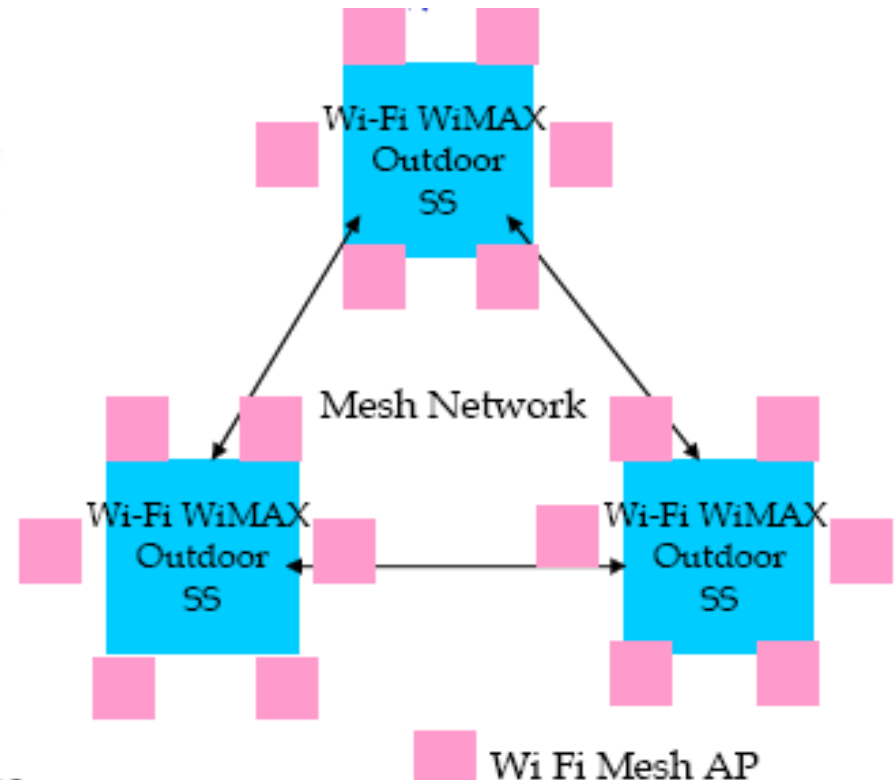 Wi-Fi WiMAX
Outdoor
SS
Mesh Network
Wi-Fi WiMAX
Outdoor
SS
Wi-Fi WiMAX
Outdoor
SS
Wi Fi Mesh AP